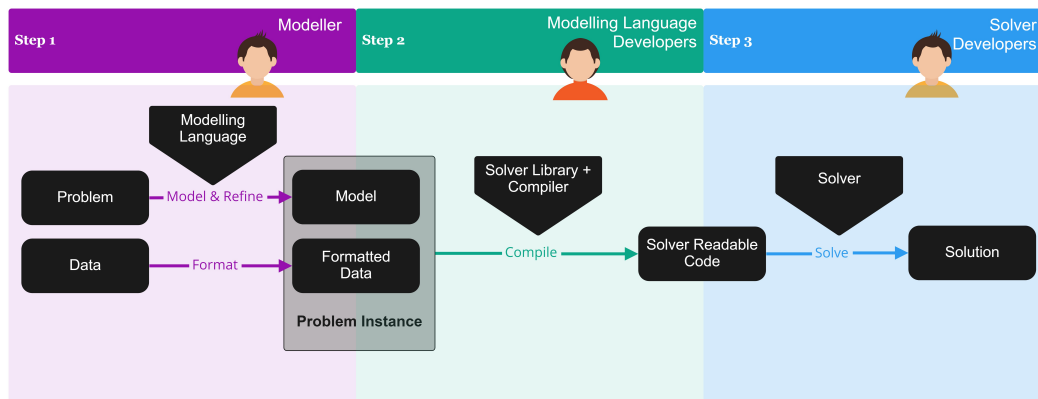 Step 1
Modeller
Step 2
Modelling Language
Developers
Step 3
Solver
Developers
Modelling
Language
Problem
Model & Refine
Model
Data
Format
Formatted
Data
Problem Instance
Solver Library +
Compiler
Compile
Solver Readable
Code
Solver
Solve
Solution